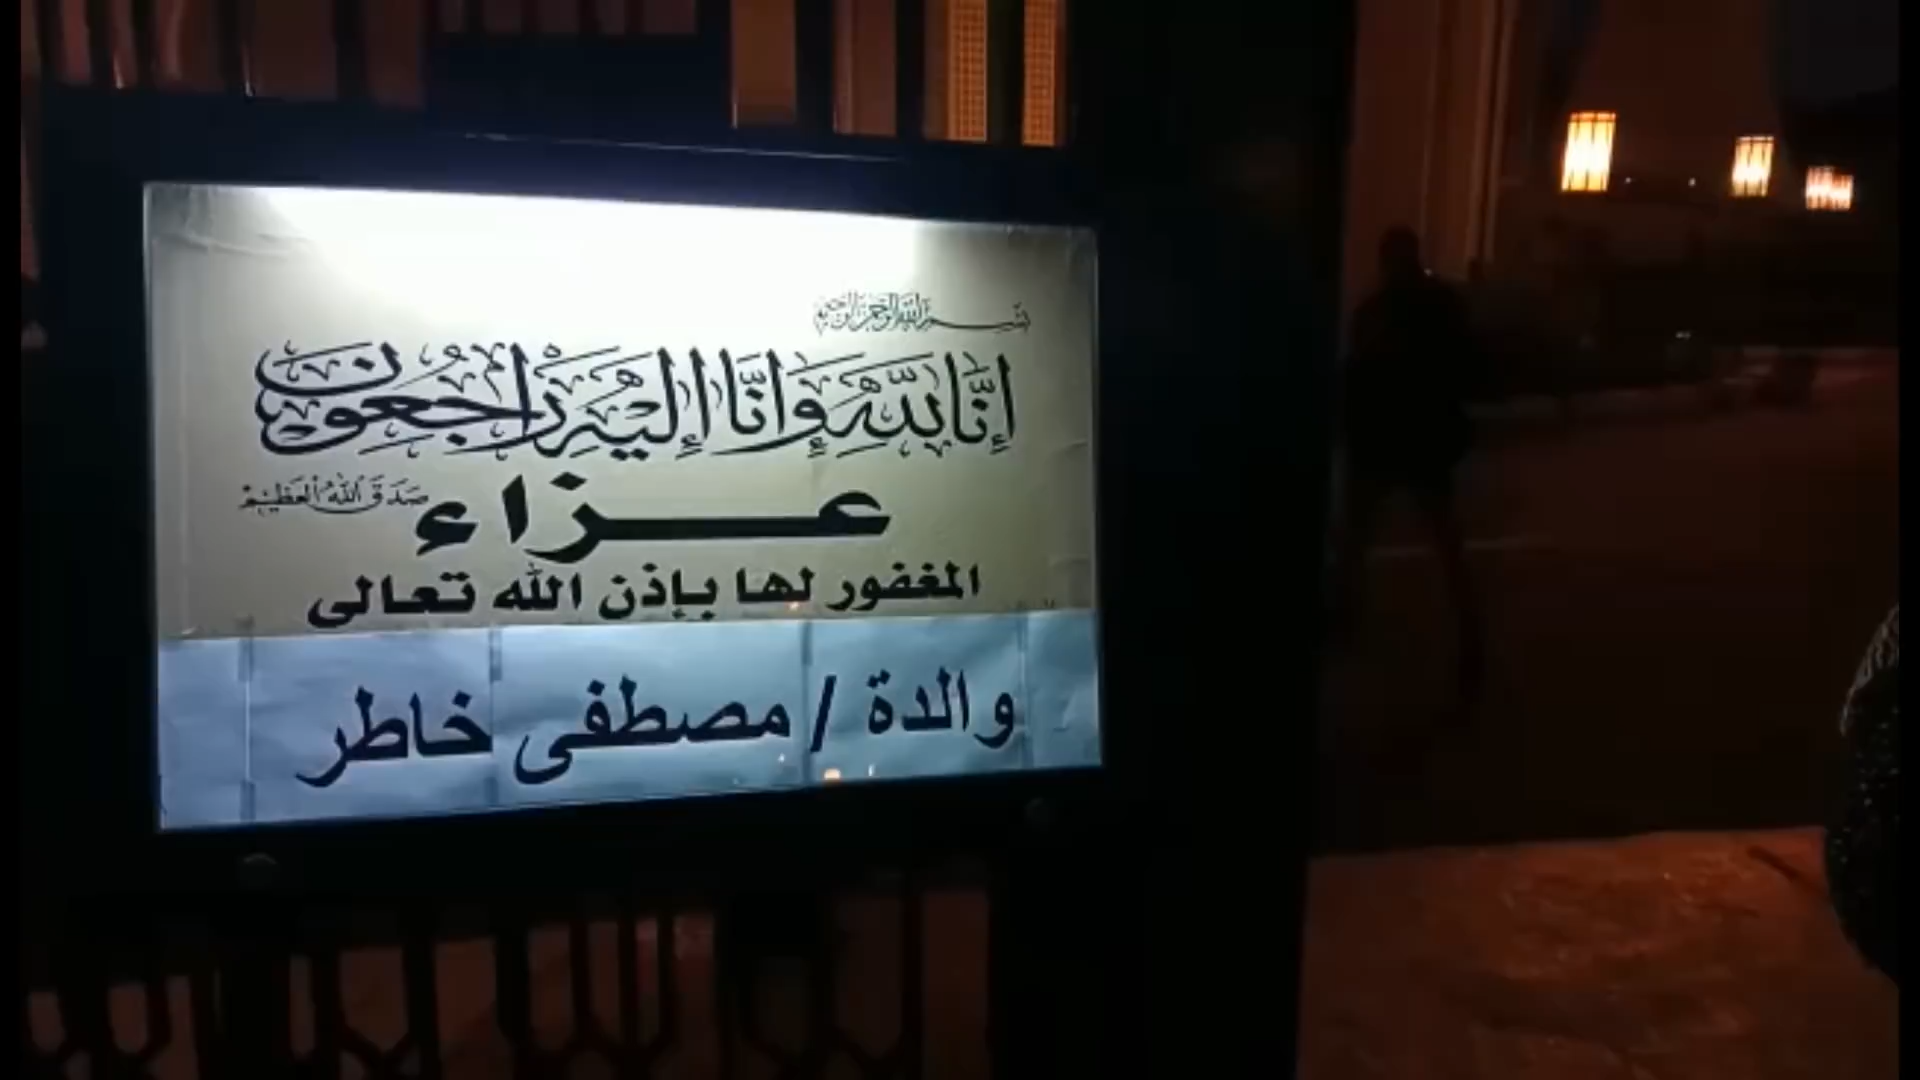 بسم الله الرحمن الرحيم
إنا لله وإنا إليه راجعون
صدق الله العظيم
عزاء
المغفور لها بإذن الله تعالى
والدة / مصطفى خاطر